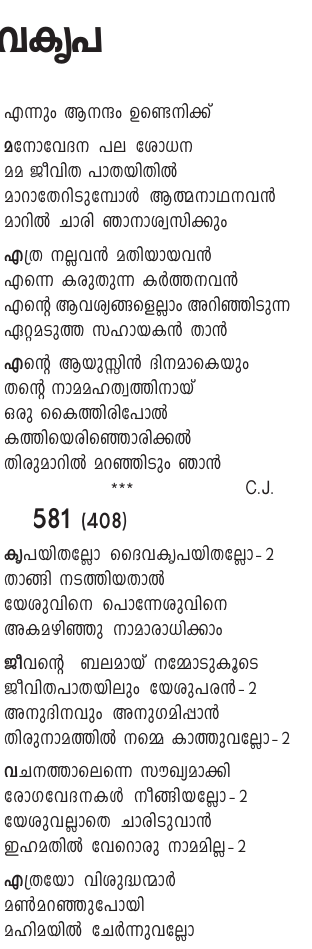 വകൃപ
എന്നും ആനന്ദം ഉണ്ടെനിക്ക്
മനോവേദന പല ശോധന
മമ ജീവിത പാതയിതിൽ
മാറാതേറിടുമ്പോൾ ആത്മനാഥനവൻ
മാറിൽ ചാരി ഞാനാശ്വസിക്കും
എത്ര നല്ലവൻ മതിയായവൻ
എന്നെ കരുതുന്ന കർത്തനവൻ
എന്റെ ആവശ്യങ്ങളെല്ലാം അറിഞ്ഞിടുന്ന
ഏറ്റമടുത്ത സഹായകൻ താൻ
എന്റെ ആയുസ്സിൻ ദിനമാകെയും
തന്റെ നാമമഹത്വത്തിനായ്
ഒരു കൈത്തിരിപോൽ
കത്തിയെരിഞ്ഞൊരിക്കൽ
തിരുമാറിൽ മറഞ്ഞിടും ഞാൻ
*** C.J.
581 (408)
കൃപയിതല്ലോ ദൈവകൃപയിതല്ലോ-2
താങ്ങി നടത്തിയതാൽ
യേശുവിനെ പൊന്നേശുവിനെ
അകമഴിഞ്ഞു നാമാരാധിക്കാം
ജീവന്റെ ബലമായ് നമ്മോടുകൂടെ
ജീവിതപാതയിലും യേശുപരൻ-2
അനുദിനവും അനുഗമിപ്പാൻ
തിരുനാമത്തിൽ നമ്മെ കാത്തുവല്ലോ-2
വചനത്താലെന്നെ സൗഖ്യമാക്കി
രോഗവേദനകൾ നീങ്ങിയല്ലോ-2
യേശുവല്ലാതെ ചാരിടുവാൻ
ഇഹമതിൽ വേറൊരു നാമമില്ല-2
എത്രയോ വിശുദ്ധന്മാർ
മൺമറഞ്ഞുപോയി
മഹിമയിൽ ചേർന്നുവല്ലോ